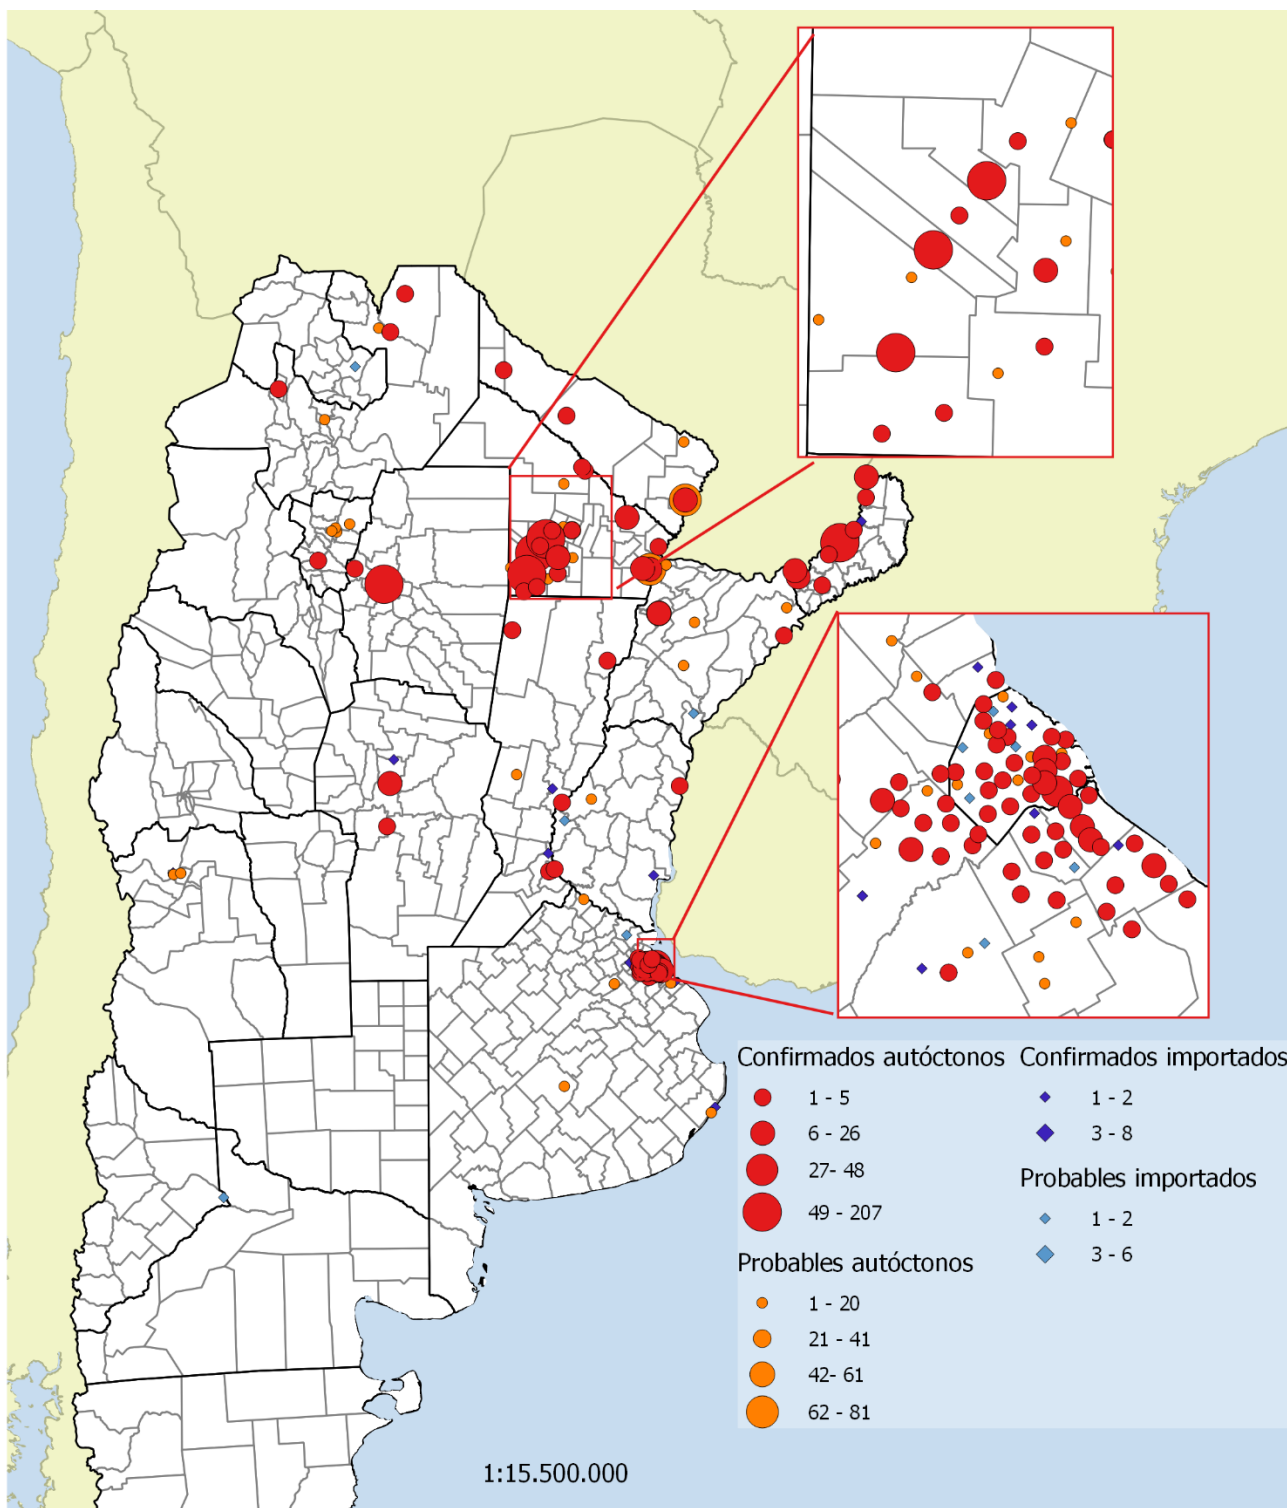 Confirmados autóctonos
1 - 5
6 - 26
27- 48
49 - 207
Probables autóctonos
1 - 20
21 - 41
42- 61
62 - 81
Confirmados importados
1 - 2
3 - 8
Probables importados
1 - 2
3 - 6
1:15.500.000